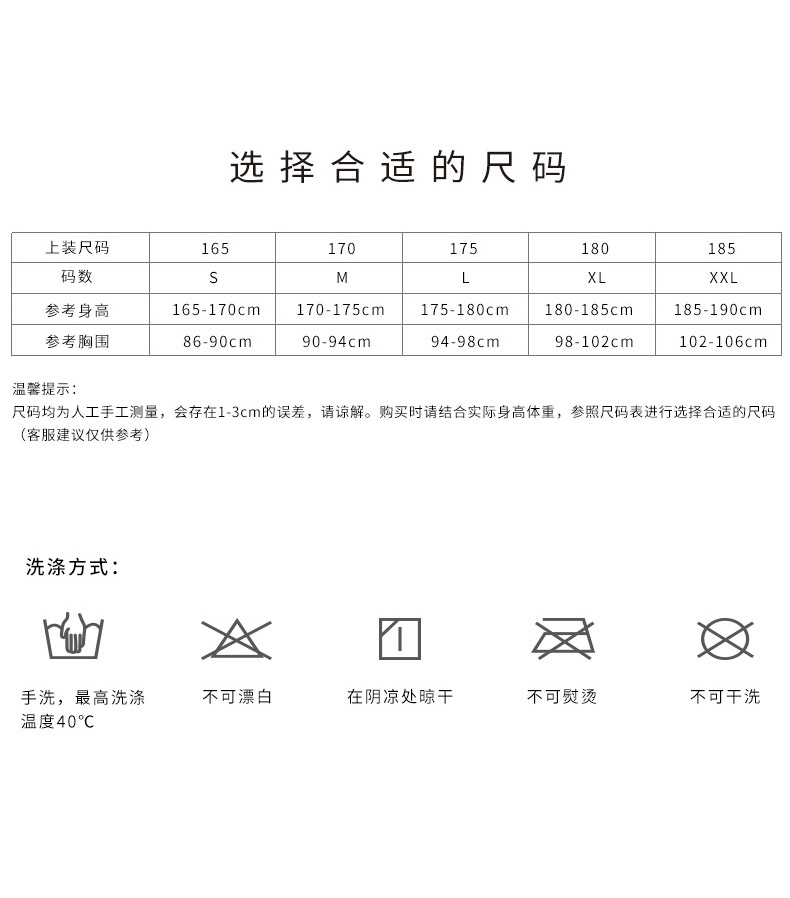 选择合适的尺码
上装尺码 165 170 175 180 185
码数 S M L XL XXL
参考身高 165-170cm 170-175cm 175-180cm 180-185cm 185-190cm
参考胸围 86-90cm 90-94cm 94-98cm 98-102cm 102-106cm
温馨提示：
尺码均为人工手工测量，会存在1-3cm的误差，请谅解。购买时请结合实际身高体重，参照尺码表进行选择合适的尺码
（客服建议仅供参考）
洗涤方式：
手洗，最高洗涤 不可漂白 在阴凉处晾干 不可熨烫 不可干洗
温度40℃